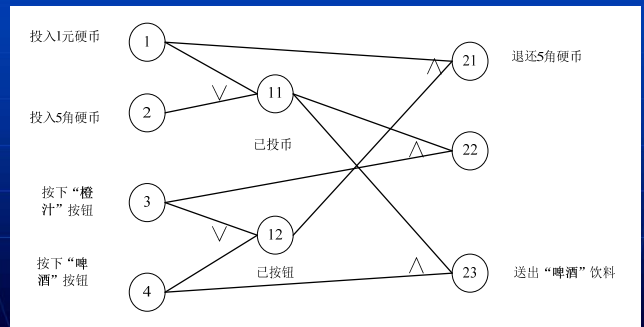 投入1元硬币
1
21
退还5角硬币
∧
∨
11
投入5角硬币
2
已投币
22
∧
按下“橙
汁”按钮
3
∨
12
按下“啤
酒”按钮
已按钮
∧
4
23
送出“啤酒”饮料